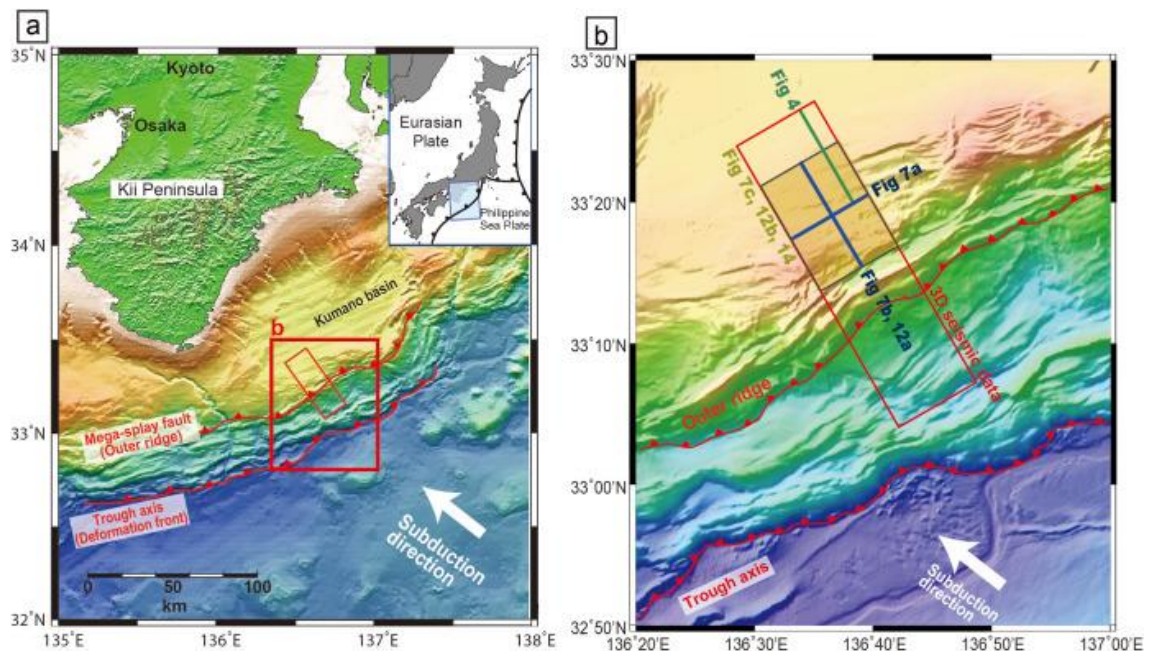 a
35˚N
34˚N
33˚N
32˚N
135˚E
136˚E
137˚E
138˚E
Kyoto
Osaka
Kii Peninsula
Eurasian
Plate
Philippine
Sea Plate
Kumano basin
b
Mega-splay fault
(Outer ridge)
Trough axis
(Deformation front)
Subduction
direction
0
50
100
km
b
33˚30'N
33˚20'N
33˚10'N
33˚00'N
32˚50'N
136˚20'E
136˚30'E
136˚40'E
136˚50'E
137˚00'E
Fig 4
Fig 7a
Fig 7c, 12b, 14
Fig 7b, 12a
3D seismic data
Outer ridge
Trough axis
Subduction
direction